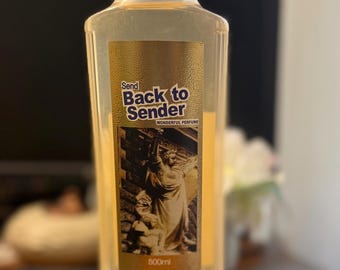 Send
Back to
Sender
WONDERFUL PERFUME
500ml